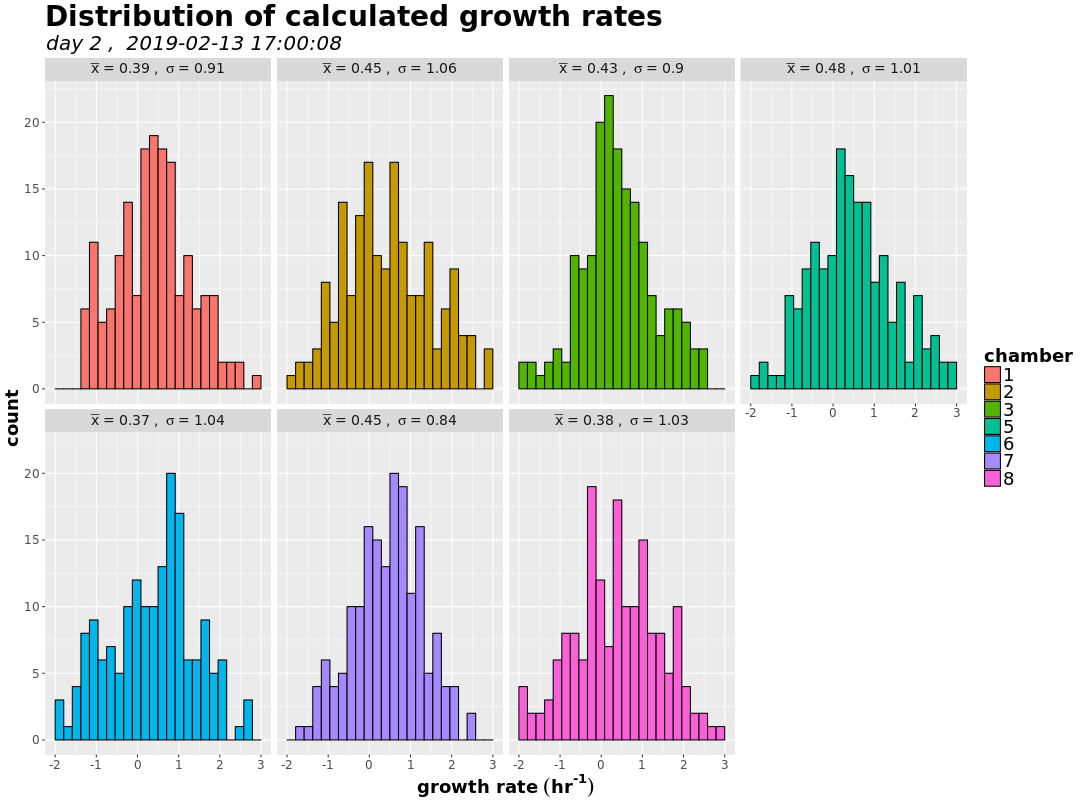 Distribution of calculated growth rates
day 2 ,  2019-02-13 17:00:08
x̅ = 0.39 ,  σ = 0.91
x̅ = 0.45 ,  σ = 1.06
x̅ = 0.43 ,  σ = 0.9
x̅ = 0.48 ,  σ = 1.01
20
15
10
5
0
-2 -1 0 1 2 3
x̅ = 0.37 ,  σ = 1.04
x̅ = 0.45 ,  σ = 0.84
x̅ = 0.38 ,  σ = 1.03
20
15
10
5
0
-2 -1 0 1 2 3
-2 -1 0 1 2 3
-2 -1 0 1 2 3
count
growth rate (hr⁻¹)
chamber
1
2
3
5
6
7
8